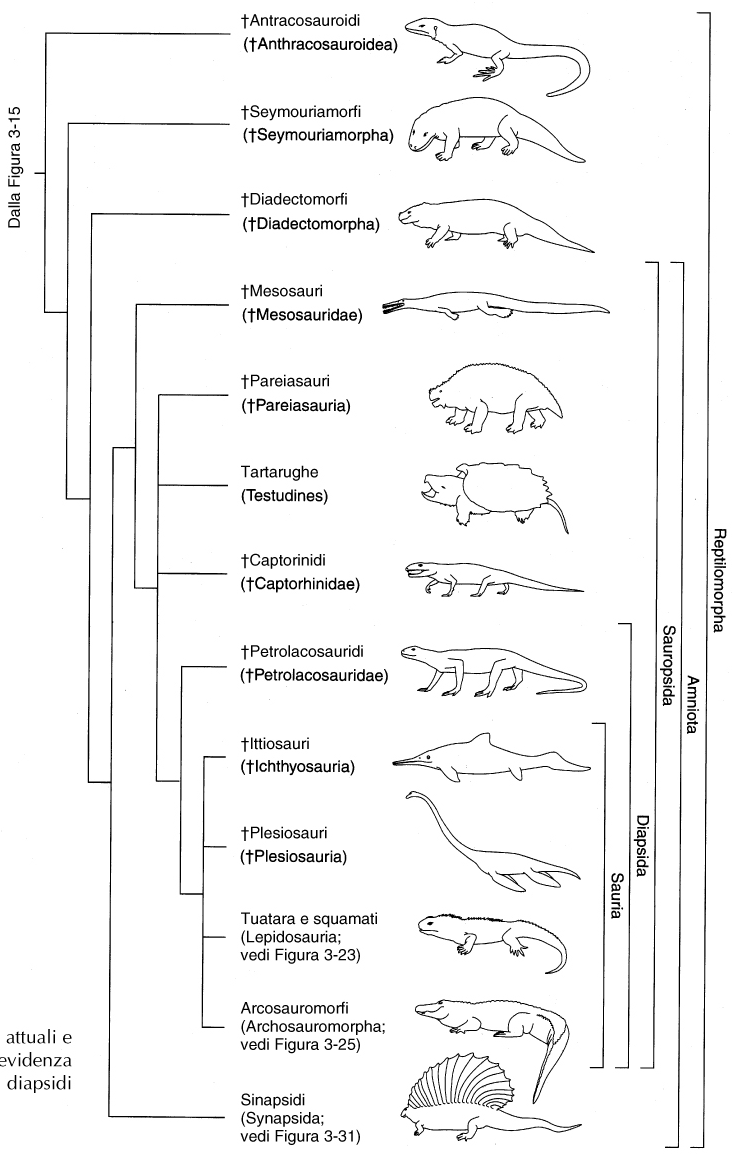 Dalla Figura 3-15
†Antracosauroidi
(†Anthracosauroidea)
†Seymouriamorfi
(†Seymouriamorpha)
†Diadectomorfi
(†Diadectomorpha)
†Mesosauri
(†Mesosauridae)
†Pareiasauri
(†Pareiasauria)
Tartarughe
(Testudines)
†Captorinidi
(†Captorhinidae)
†Petrolacosauridi
(†Petrolacosauridae)
†Ittiosauri
(†Ichthyosauria)
†Plesiosauri
(†Plesiosauria)
Tuatara e squamati
(Lepidosauria;
vedi Figura 3-23)
Arcosauromorfi
(Archosauromorpha;
vedi Figura 3-25)
Sinapsidi
(Synapsida;
vedi Figura 3-31)
Sauria
Diapsida
Sauropsida
Amniota
Reptilomorpha
attuali e
evidenza
diapsidi